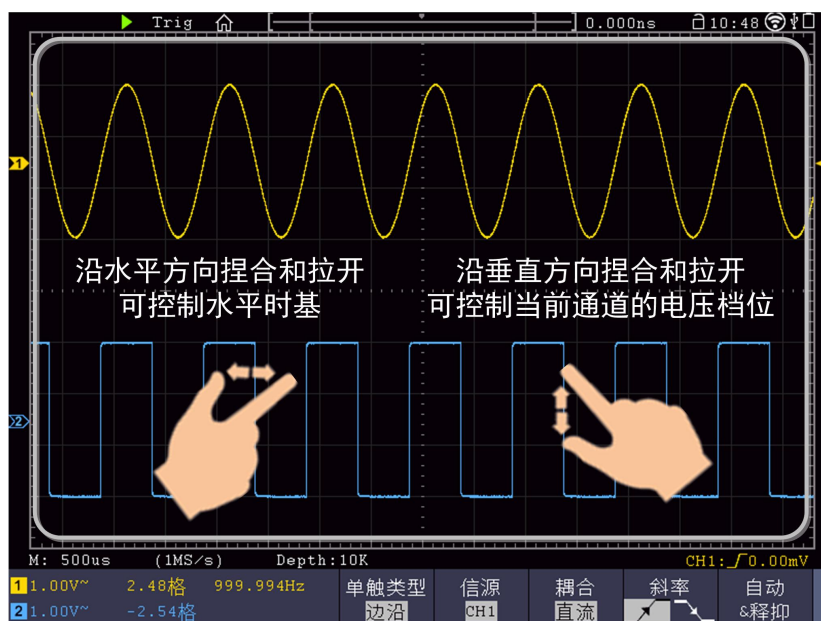 Trig
0.000ns
10:48
1
沿水平方向捏合和拉开
可控制水平时基
沿垂直方向捏合和拉开
可控制当前通道的电压档位
2
M: 500us (1MS/s) Depth:10K CH1: 0.00mV
1 1.00V~ 2.48格 999.994Hz
2 1.00V~ -2.54格
单触类型
边沿
信源
CH1
耦合
直流
斜率
自动
&释抑